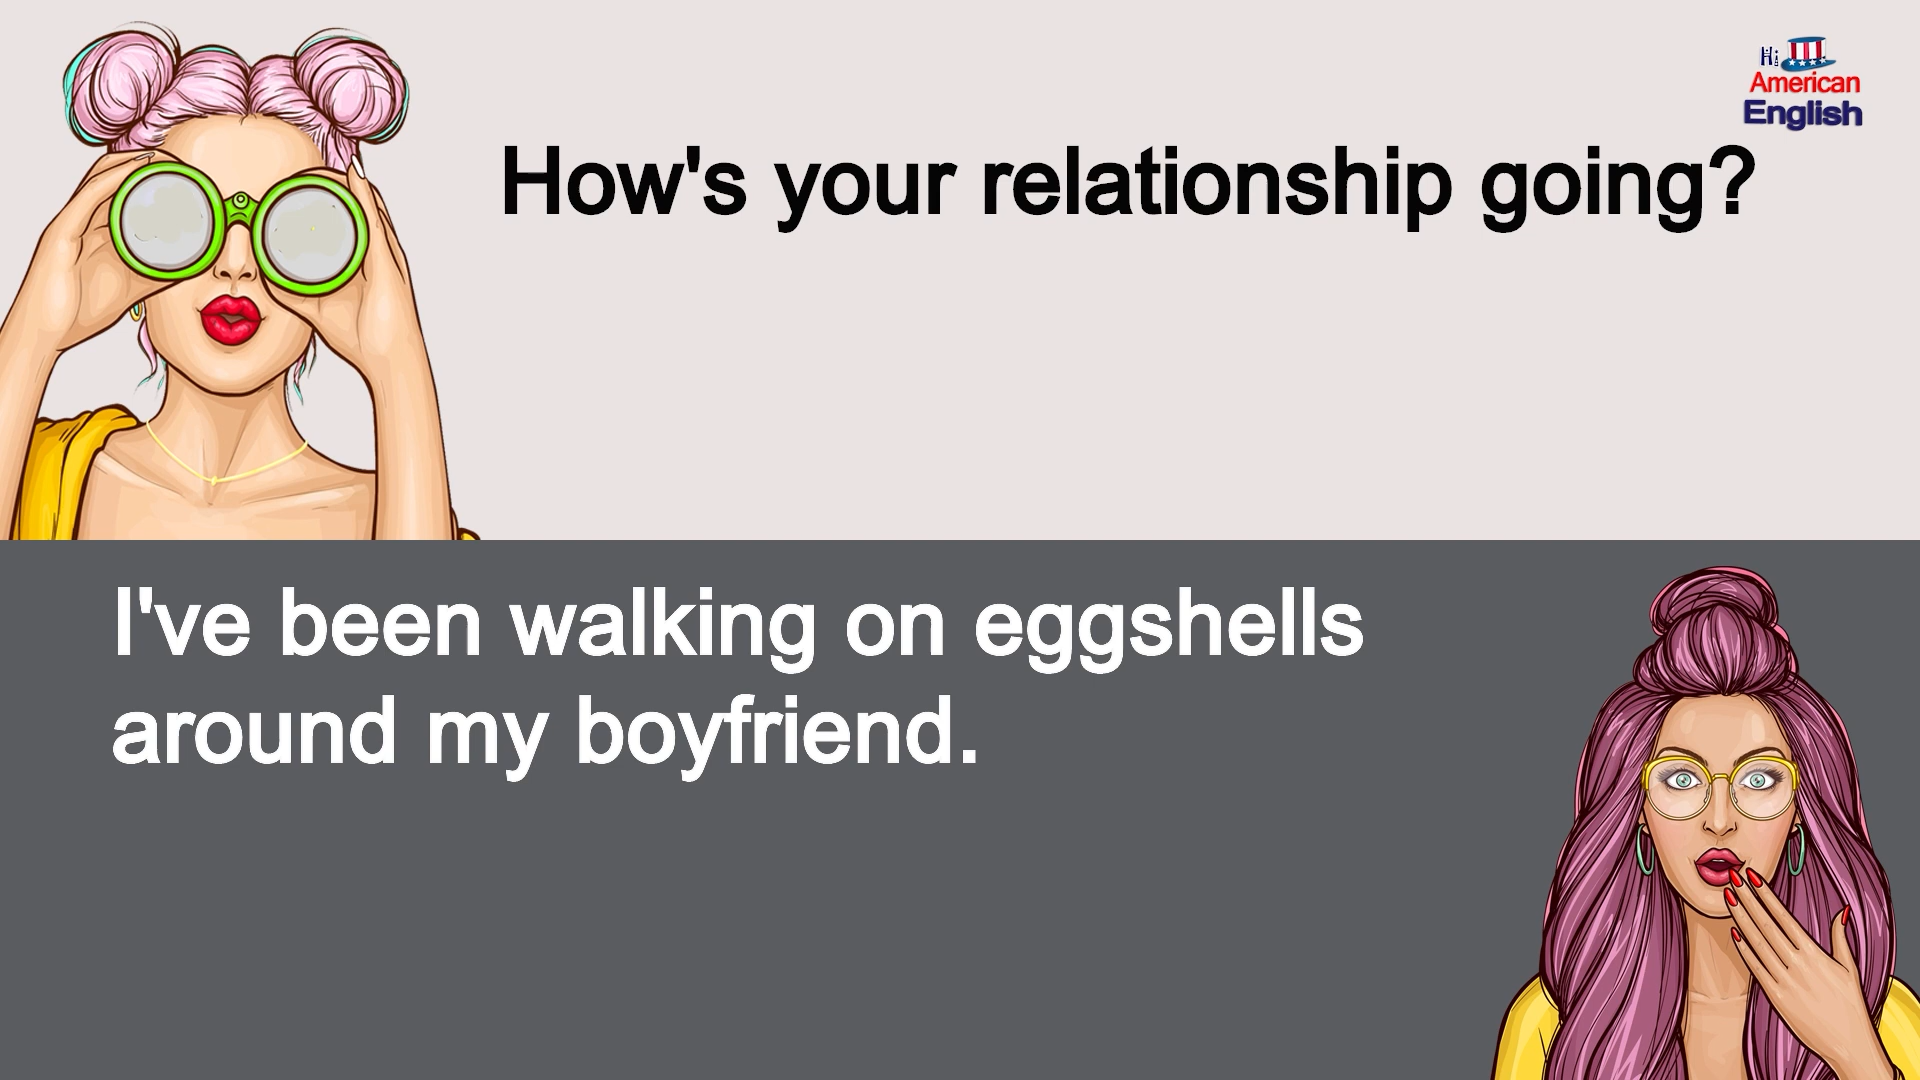 Hi
American
English
How's your relationship going?
I've been walking on eggshells
around my boyfriend.